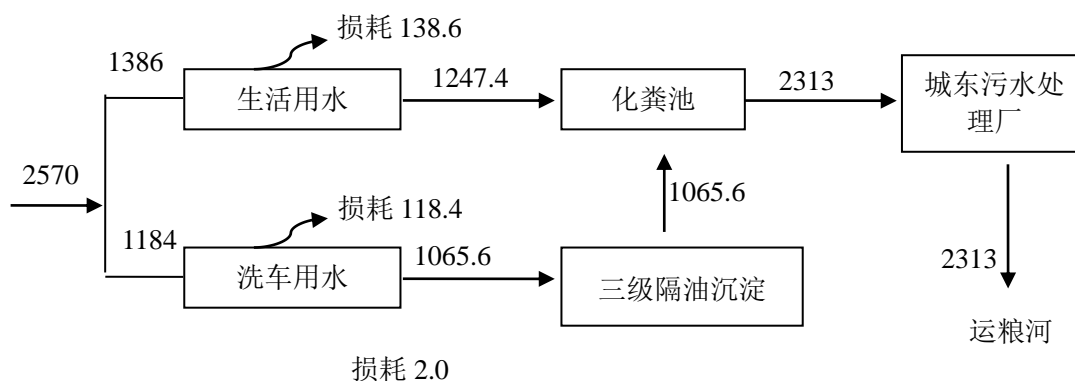 损耗 138.6
1386
生活用水
1247.4
化粪池
2313
城东污水处
理厂
2570
1065.6
损耗 118.4
1184
洗车用水
1065.6
三级隔油沉淀
2313
运粮河
损耗 2.0